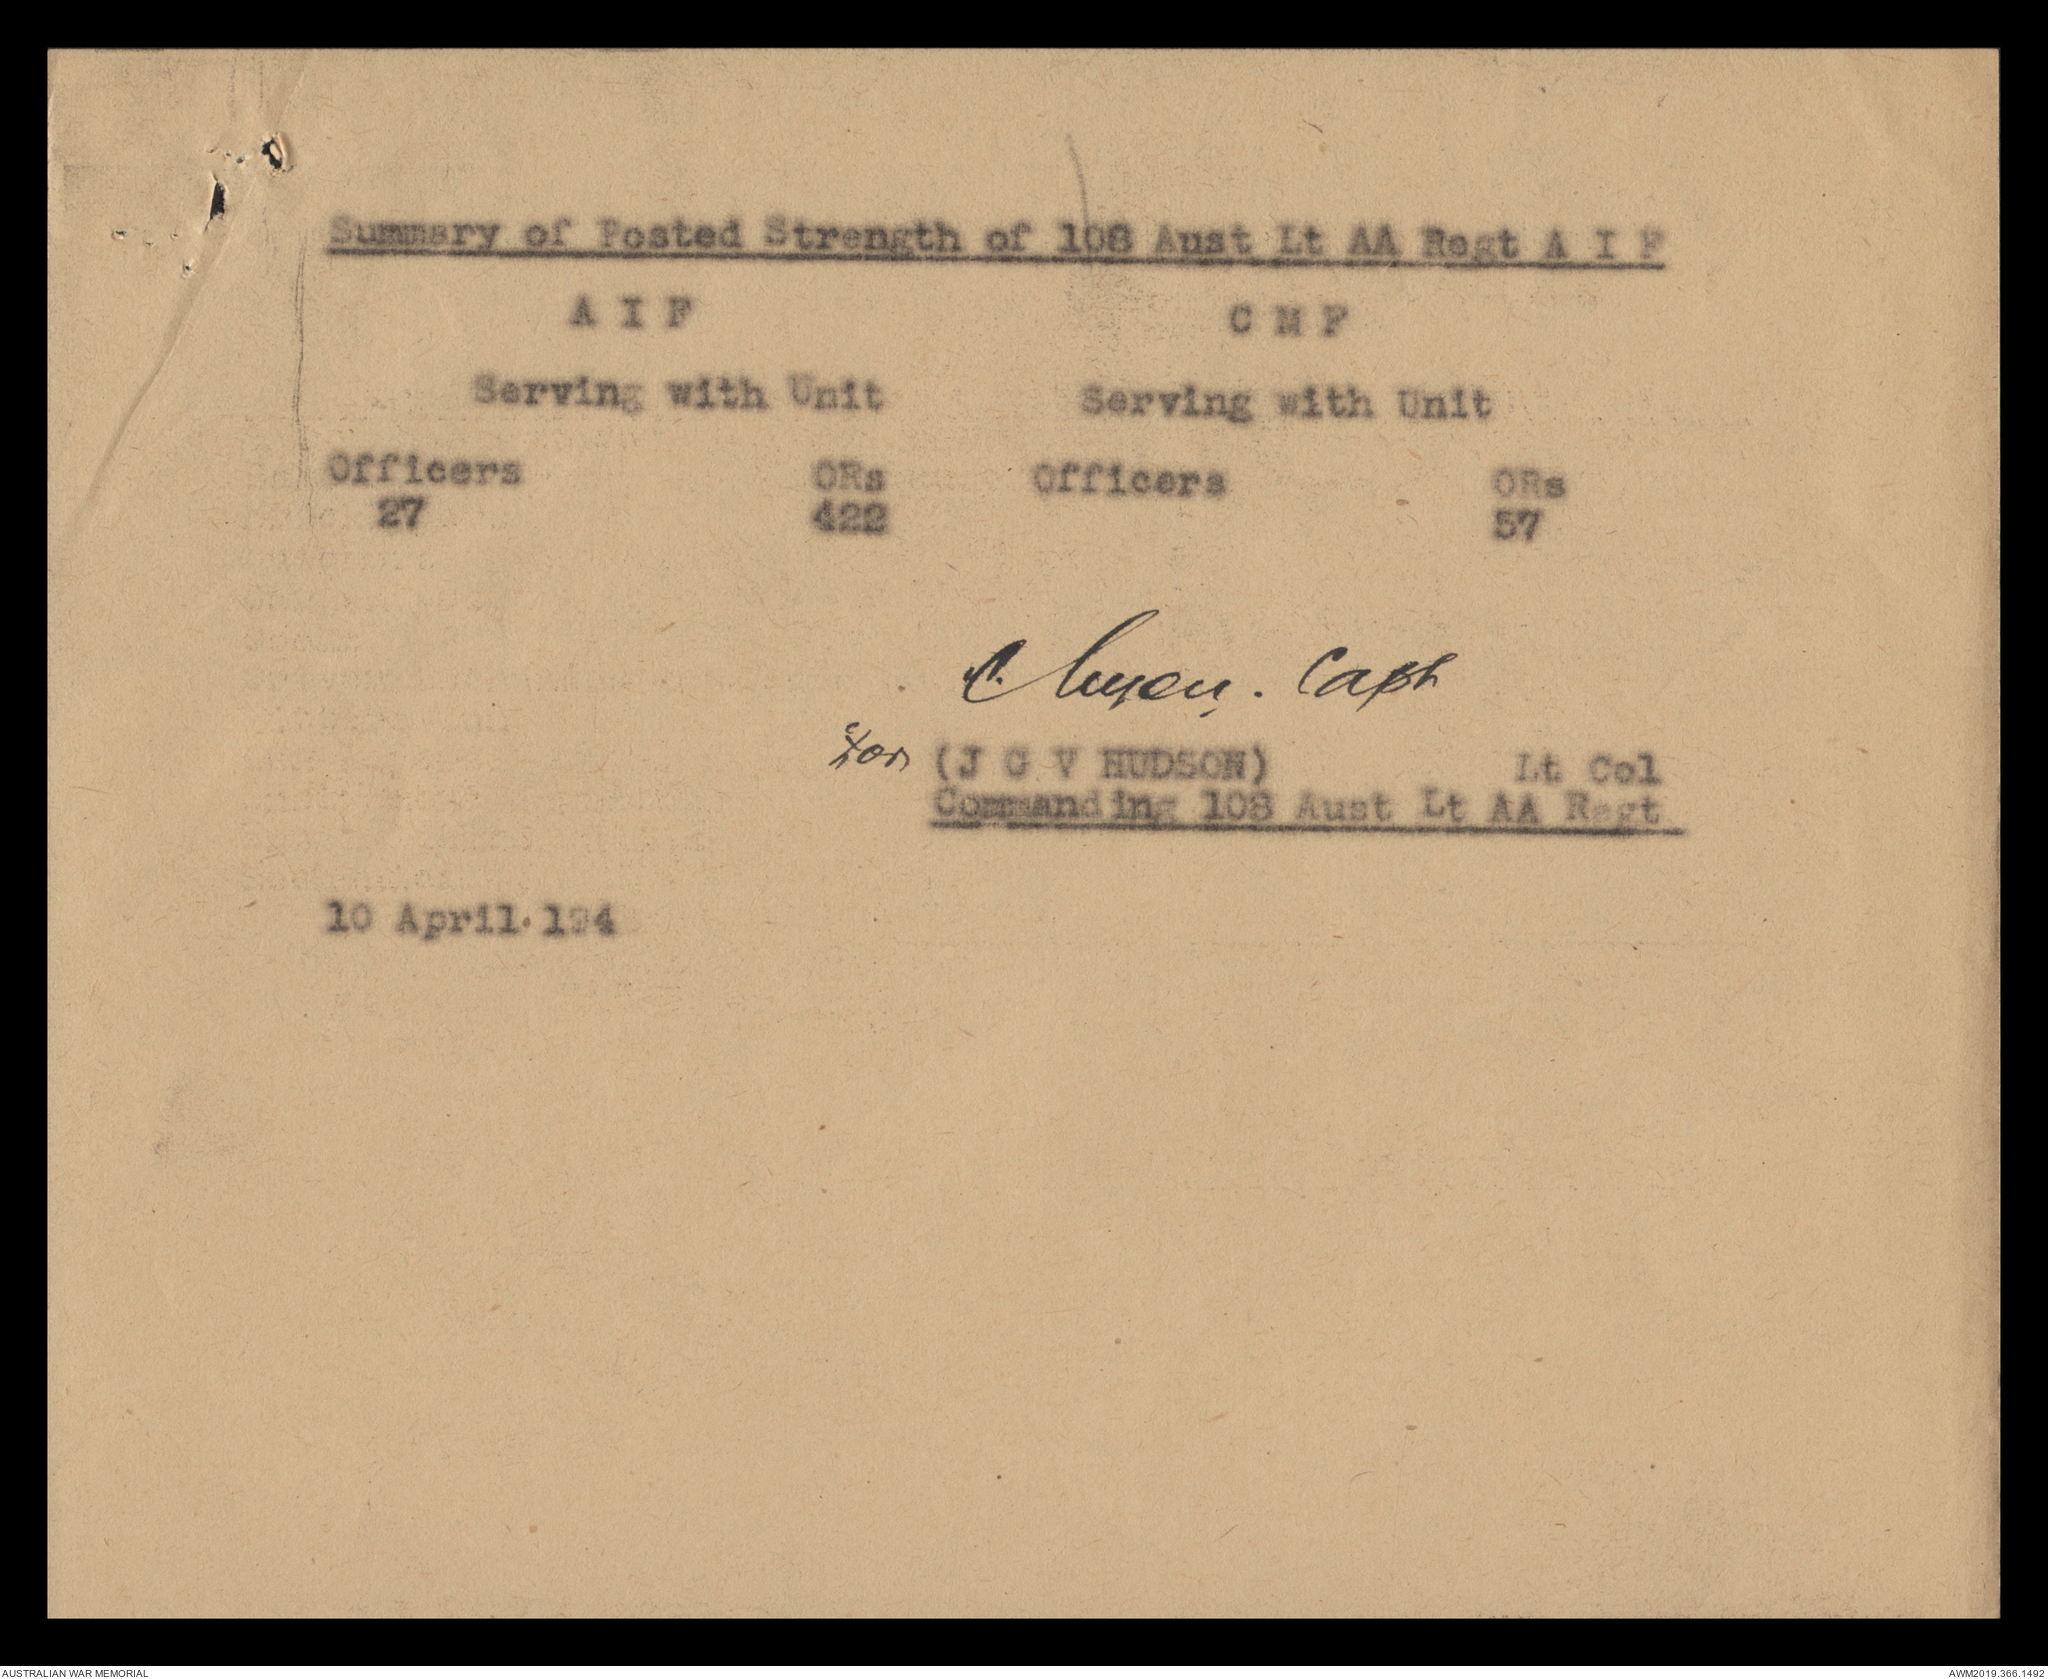 Summary of Posted Strength of 108 Aust Lt AA Regt A I F
A I F C M F
Serving with Unit Serving with Unit
Officers ORs Officers ORs
27 422 57
Capt
for (J G V HUDSON) Lt Col
Commanding 108 Aust Lt AA Regt
10 April 194
AUSTRALIAN WAR MEMORIAL AWM2019.366.1492